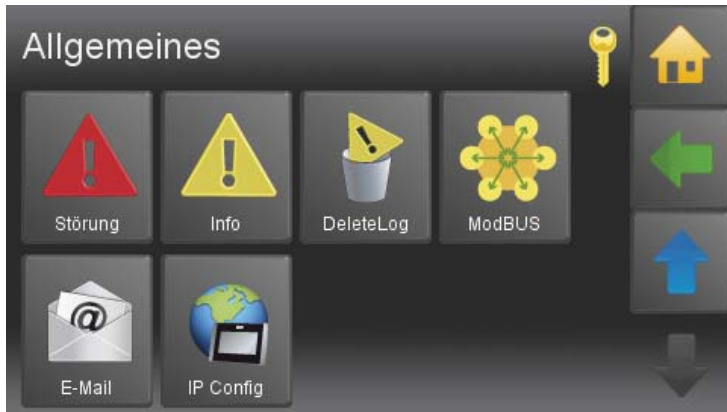 Allgemeines
Störung
Info
DeleteLog
ModBUS
@
E-Mail
IP Config